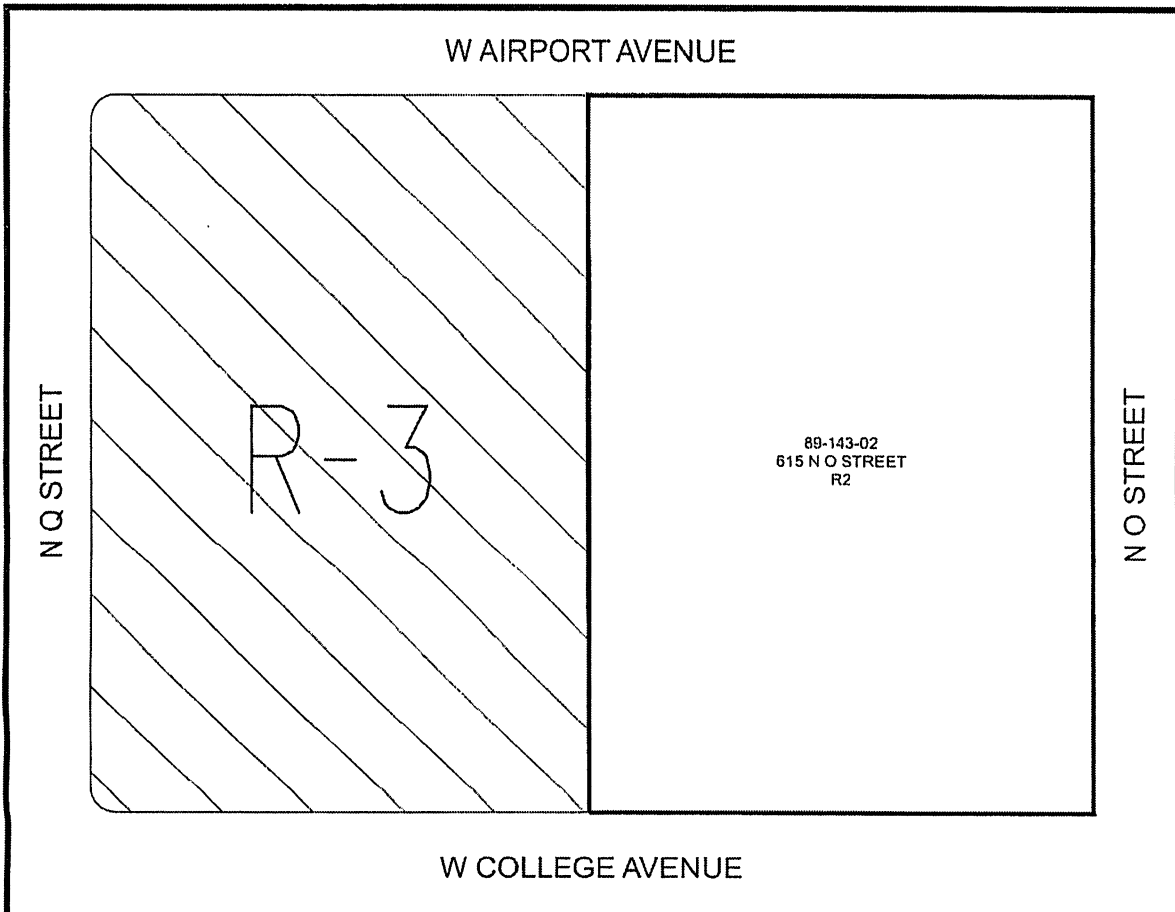 W AIRPORT AVENUE
N Q STREET
R-3
89-143-02
615 N O STREET
R2
N O STREET
W COLLEGE AVENUE